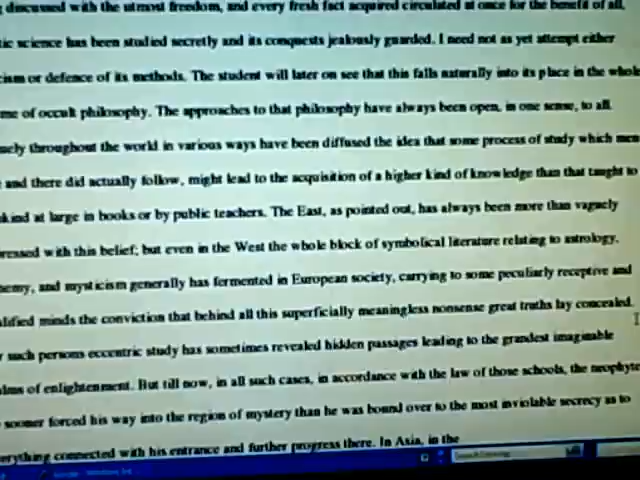 discussed with the utmost freedom, and every fresh fact acquired circulated at once for the benefit of all,
tic science has been studied secretly and its conquests jealously guarded. I need not as yet attempt either
cism or defence of its methods. The student will later on see that this falls naturally into its place in the whole
me of occult philosophy. The approaches to that philosophy have always been open, in one sense, to all.
uely throughout the world in various ways have been diffused the idea that some process of study which men
and there did actually follow, might lead to the acquisition of a higher kind of knowledge than that taught to
kind at large in books or by public teachers. The East, as pointed out, has always been more than vaguely
ressed with this belief; but even in the West the whole block of symbolical literature relating to astrology,
hemy, and mysticism generally has fermented in European society, carrying to some peculiarly receptive and
lified minds the conviction that behind all this superficially meaningless nonsense great truths lay concealed.
r such persons eccentric study has sometimes revealed hidden passages leading to the grandest imaginable
alms of enlightenment. But till now, in all such cases, in accordance with the law of those schools, the neophyte
sooner forced his way into the region of mystery than he was bound over to the most inviolable secrecy as to
erything connected with his entrance and further progress there. In Asia, in the